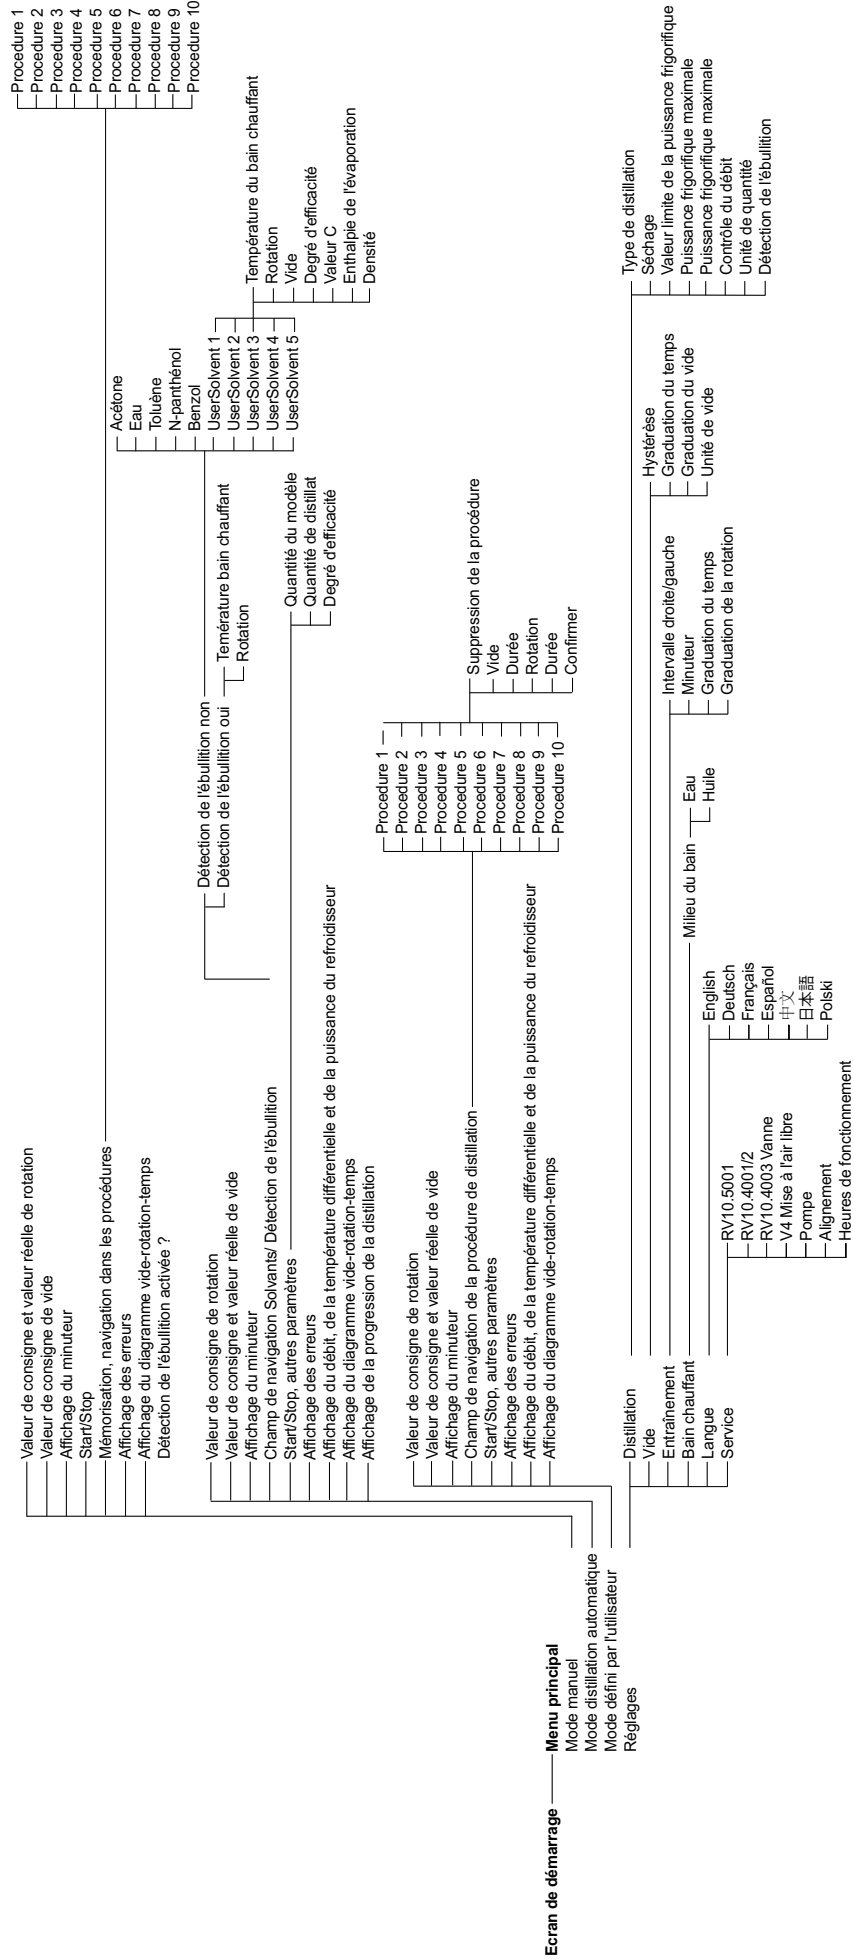 Ecran de démarrage
Menu principal
Mode manuel
Mode distillation automatique
Mode défini par l'utilisateur
Réglages
Valeur de consigne et valeur réelle de rotation
Valeur de consigne de vide
Affichage du minuteur
Start/Stop
Mémorisation, navigation dans les procédures
Affichage des erreurs
Affichage du diagramme vide-rotation-temps
Détection de l'ébullition activée ?
Procedure 1
Procedure 2
Procedure 3
Procedure 4
Procedure 5
Procedure 6
Procedure 7
Procedure 8
Procedure 9
Procedure 10
Valeur de consigne de rotation
Valeur de consigne et valeur réelle de vide
Affichage du minuteur
Champ de navigation Solvants/ Détection de l'ébullition
Start/Stop, autres paramètres
Affichage des erreurs
Affichage du débit, de la température différentielle et de la puissance du refroidisseur
Affichage du diagramme vide-rotation-temps
Affichage de la progression de la distillation
Détection de l'ébullition non
Détection de l'ébullition oui
Acétone
Eau
Toluène
N-panthénol
Benzol
UserSolvent 1
UserSolvent 2
UserSolvent 3
UserSolvent 4
UserSolvent 5
Température du bain chauffant
Rotation
Vide
Degré d'efficacité
Valeur C
Enthalpie de l'évaporation
Densité
Temérature bain chauffant
Rotation
Quantité du modèle
Quantité de distillat
Degré d'efficacité
Valeur de consigne de rotation
Valeur de consigne et valeur réelle de vide
Affichage du minuteur
Champ de navigation de la procédure de distillation
Start/Stop, autres paramètres
Affichage des erreurs
Affichage du débit, de la température différentielle et de la puissance du refroidisseur
Affichage du diagramme vide-rotation-temps
Procedure 1
Procedure 2
Procedure 3
Procedure 4
Procedure 5
Procedure 6
Procedure 7
Procedure 8
Procedure 9
Procedure 10
Suppression de la procédure
Vide
Durée
Rotation
Durée
Confirmer
Distillation
Vide
Entraînement
Bain chauffant
Langue
Service
Type de distillation
Séchage
Valeur limite de la puissance frigorifique
Puissance frigorifique maximale
Puissance frigorifique maximale
Contrôle du débit
Unité de quantité
Détection de l'ébullition
Hystérèse
Graduation du temps
Graduation du vide
Unité de vide
Intervalle droite/gauche
Minuteur
Graduation du temps
Graduation de la rotation
Milieu du bain
Eau
Huile
English
Deutsch
Français
Español
中文
日本語
Polski
RV10.5001
RV10.4001/2
RV10.4003 Vanne
V4 Mise à l'air libre
Pompe
Alignement
Heures de fonctionnement